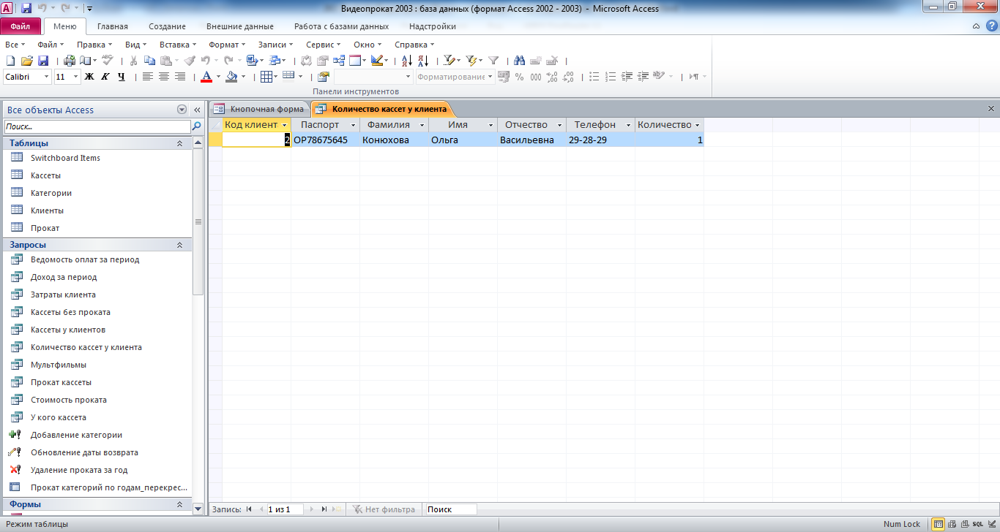 Видеопрокат 2003 : база данных (формат Access 2002 - 2003) - Microsoft Access
Файл Меню Главная Создание Внешние данные Работа с базами данных Надстройки
Все Файл Правка Вид Вставка Формат Записи Сервис Окно Справка
Calibri 11 Ж К Ч А Форматирование % 000
Панели инструментов
Все объекты Access
Поиск...
Таблицы
Switchboard Items
Кассеты
Категории
Клиенты
Прокат
Запросы
Ведомость оплат за период
Доход за период
Затраты клиента
Кассеты без проката
Кассеты у клиентов
Количество кассет у клиента
Мультфильмы
Прокат кассеты
Стоимость проката
У кого кассета
Добавление категории
Обновление даты возврата
Удаление проката за год
Прокат категорий по годам_перекрес...
Формы
Кнопочная форма Количество кассет у клиента
Код клиент Паспорт Фамилия Имя Отчество Телефон Количество
2 ОР78675645 Конюхова Ольга Васильевна 29-28-29 1
Запись: 1 из 1 Нет фильтра Поиск
Режим таблицы Num Lock SQL